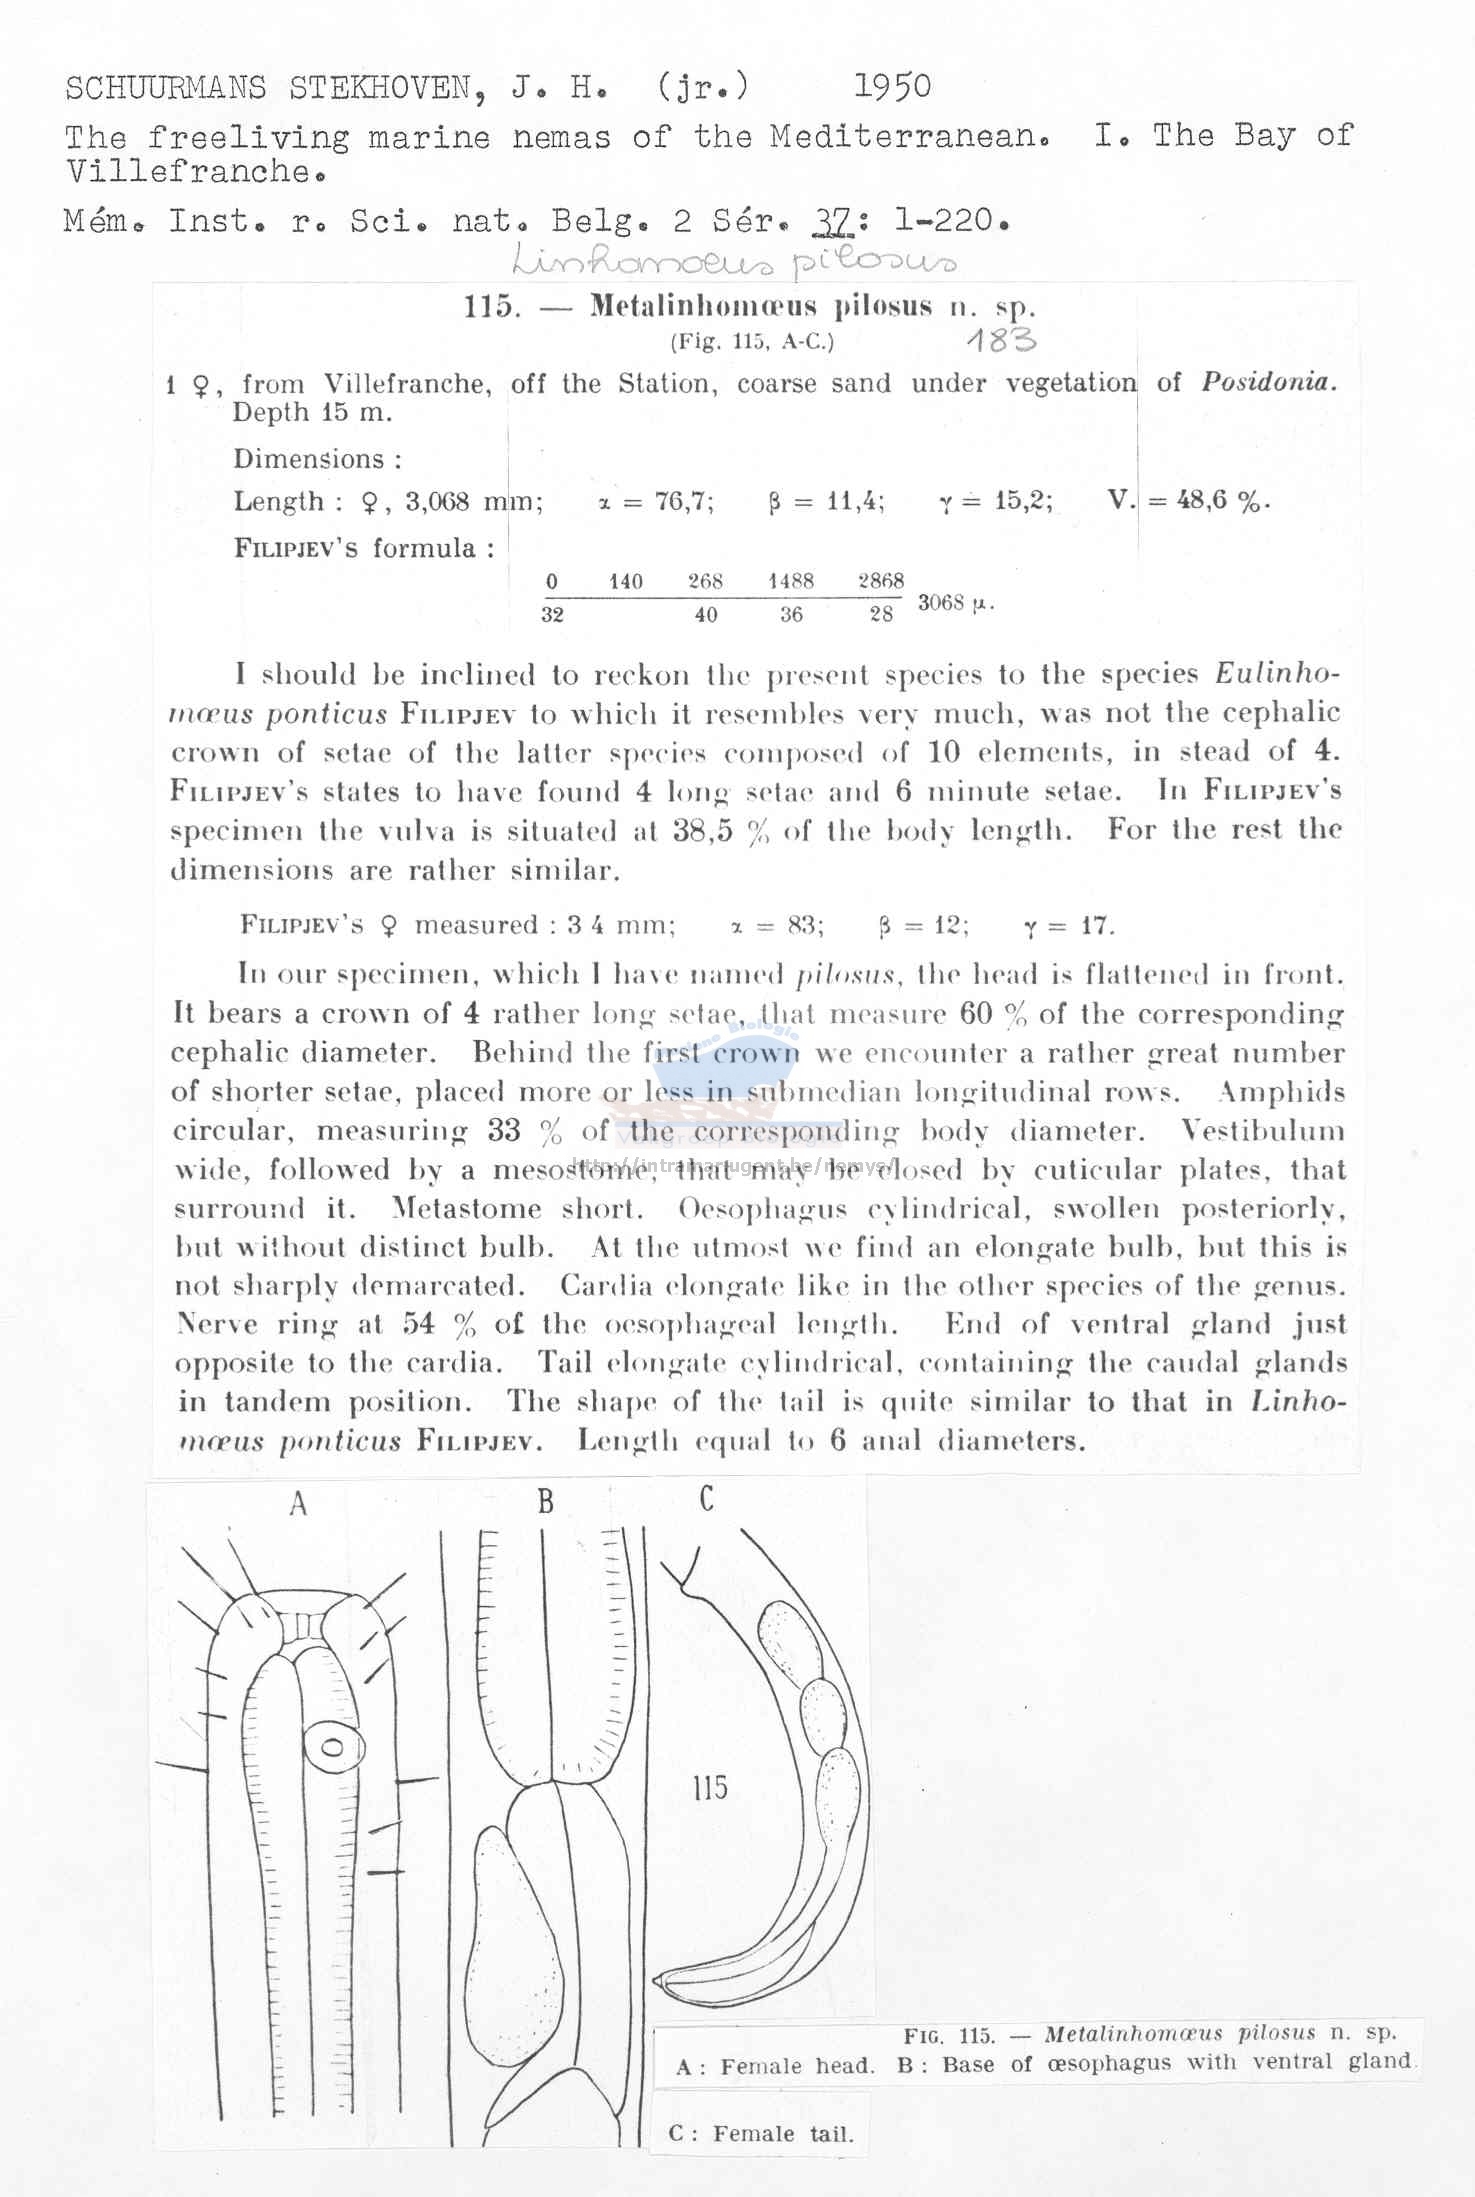 SCHUURMANS STEKHOVEN, J. H. (jr.) 1950
The freeliving marine nemas of the Mediterranean. I. The Bay of
Villefranche.
Mém. Inst. r. Sci. nat. Belg. 2 Sér. 37: 1-220.
Linhomoeus pilosus
115. — Metalinhomœus pilosus n. sp.
(Fig. 115, A-C.) 183
1 ♀, from Villefranche, off the Station, coarse sand under vegetation of Posidonia.
Depth 15 m.
Dimensions :
Length : ♀, 3,068 mm; α = 76,7; β = 11,4; γ = 15,2; V. = 48,6 %.
FILIPJEV's formula :
0 140 268 1488 2868
3068 μ.
32 40 36 28
I should be inclined to reckon the present species to the species Eulinho-
mœus ponticus FILIPJEV to which it resembles very much, was not the cephalic
crown of setae of the latter species composed of 10 elements, in stead of 4.
FILIPJEV's states to have found 4 long setae and 6 minute setae. In FILIPJEV's
specimen the vulva is situated at 38,5 % of the body length. For the rest the
dimensions are rather similar.
FILIPJEV's ♀ measured : 3 4 mm; α = 83; β = 12; γ = 17.
In our specimen, which I have named pilosus, the head is flattened in front.
It bears a crown of 4 rather long setae, that measure 60 % of the corresponding
cephalic diameter. Behind the first crown we encounter a rather great number
of shorter setae, placed more or less in submedian longitudinal rows. Amphids
circular, measuring 33 % of the corresponding body diameter. Vestibulum
wide, followed by a mesostome, that may be closed by cuticular plates, that
http://intramar.ugent.be/nemys/
surround it. Metastome short. Oesophagus cylindrical, swollen posteriorly,
but without distinct bulb. At the utmost we find an elongate bulb, but this is
not sharply demarcated. Cardia elongate like in the other species of the genus.
Nerve ring at 54 % of the oesophageal length. End of ventral gland just
opposite to the cardia. Tail elongate cylindrical, containing the caudal glands
in tandem position. The shape of the tail is quite similar to that in Linho-
mœus ponticus FILIPJEV. Length equal to 6 anal diameters.
A B C
115
FIG. 115. — Metalinhomœus pilosus n. sp.
A : Female head. B : Base of œsophagus with ventral gland.
C : Female tail.